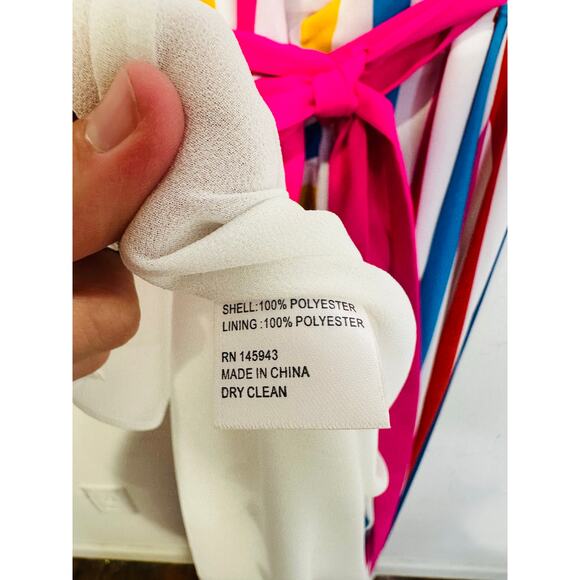 SHELL:100% POLYESTER
LINING :100% POLYESTER
RN 145943
MADE IN CHINA
DRY CLEAN